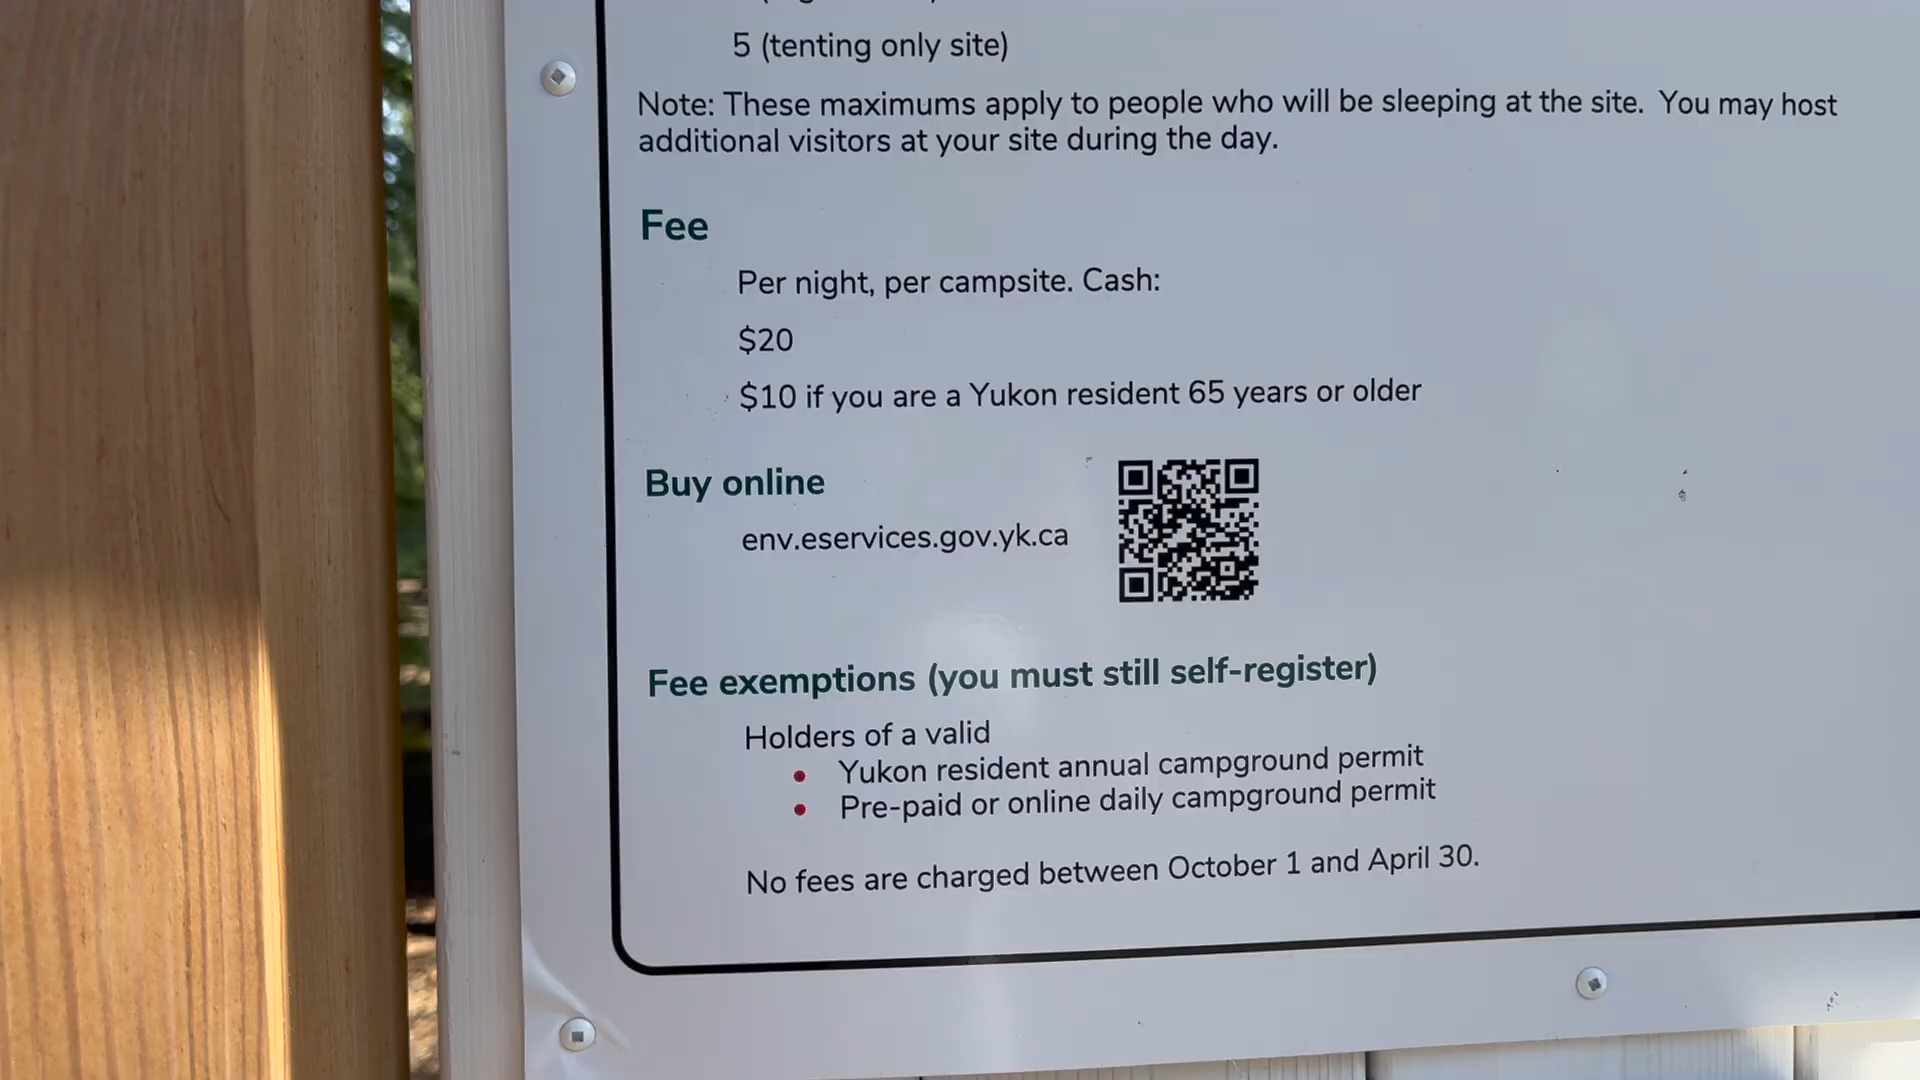 5 (tenting only site)
Note: These maximums apply to people who will be sleeping at the site. You may host
additional visitors at your site during the day.
Fee
Per night, per campsite. Cash:
$20
$10 if you are a Yukon resident 65 years or older
Buy online
env.eservices.gov.yk.ca
Fee exemptions (you must still self-register)
Holders of a valid
• Yukon resident annual campground permit
• Pre-paid or online daily campground permit
No fees are charged between October 1 and April 30.